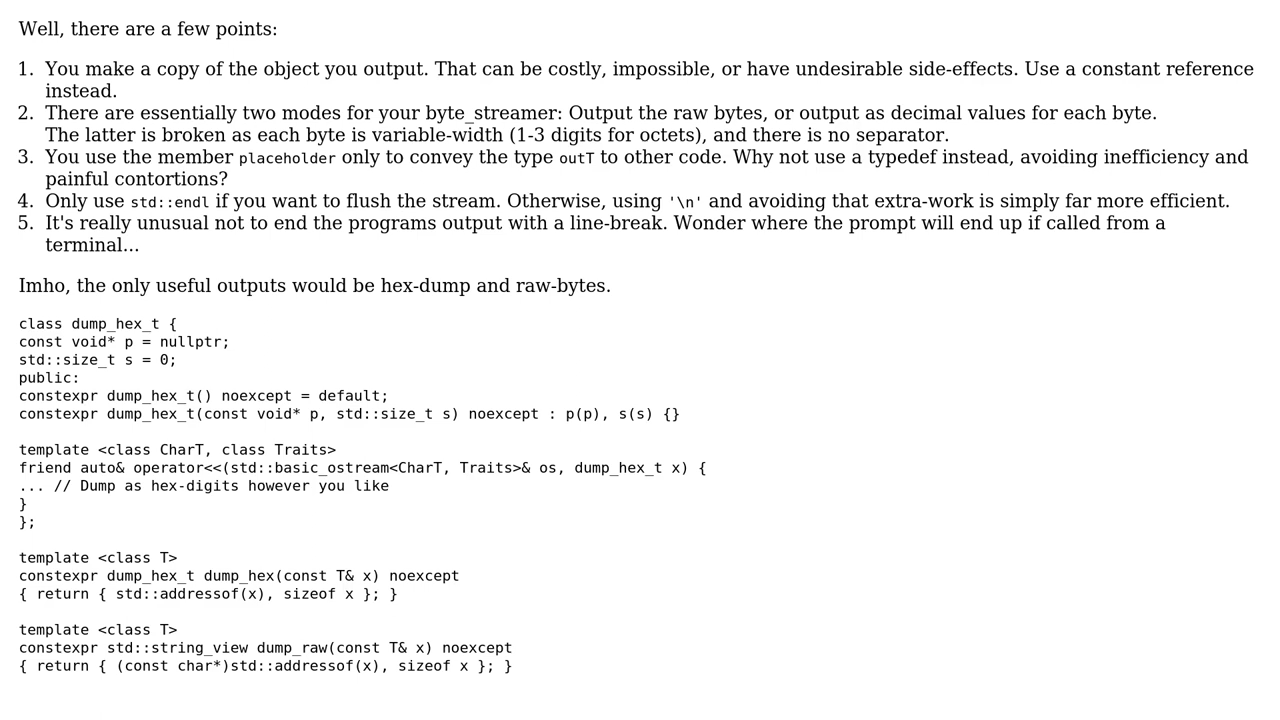 Well, there are a few points:
1. You make a copy of the object you output. That can be costly, impossible, or have undesirable side-effects. Use a constant reference
instead.
2. There are essentially two modes for your byte_streamer: Output the raw bytes, or output as decimal values for each byte.
The latter is broken as each byte is variable-width (1-3 digits for octets), and there is no separator.
3. You use the member placeholder only to convey the type outT to other code. Why not use a typedef instead, avoiding inefficiency and
painful contortions?
4. Only use std::endl if you want to flush the stream. Otherwise, using '\n' and avoiding that extra-work is simply far more efficient.
5. It's really unusual not to end the programs output with a line-break. Wonder where the prompt will end up if called from a
terminal...
Imho, the only useful outputs would be hex-dump and raw-bytes.
class dump_hex_t {
const void* p = nullptr;
std::size_t s = 0;
public:
constexpr dump_hex_t() noexcept = default;
constexpr dump_hex_t(const void* p, std::size_t s) noexcept : p(p), s(s) {}
template <class CharT, class Traits>
friend auto& operator<<(std::basic_ostream<CharT, Traits>& os, dump_hex_t x) {
... // Dump as hex-digits however you like
}
};
template <class T>
constexpr dump_hex_t dump_hex(const T& x) noexcept
{ return { std::addressof(x), sizeof x }; }
template <class T>
constexpr std::string_view dump_raw(const T& x) noexcept
{ return { (const char*)std::addressof(x), sizeof x }; }